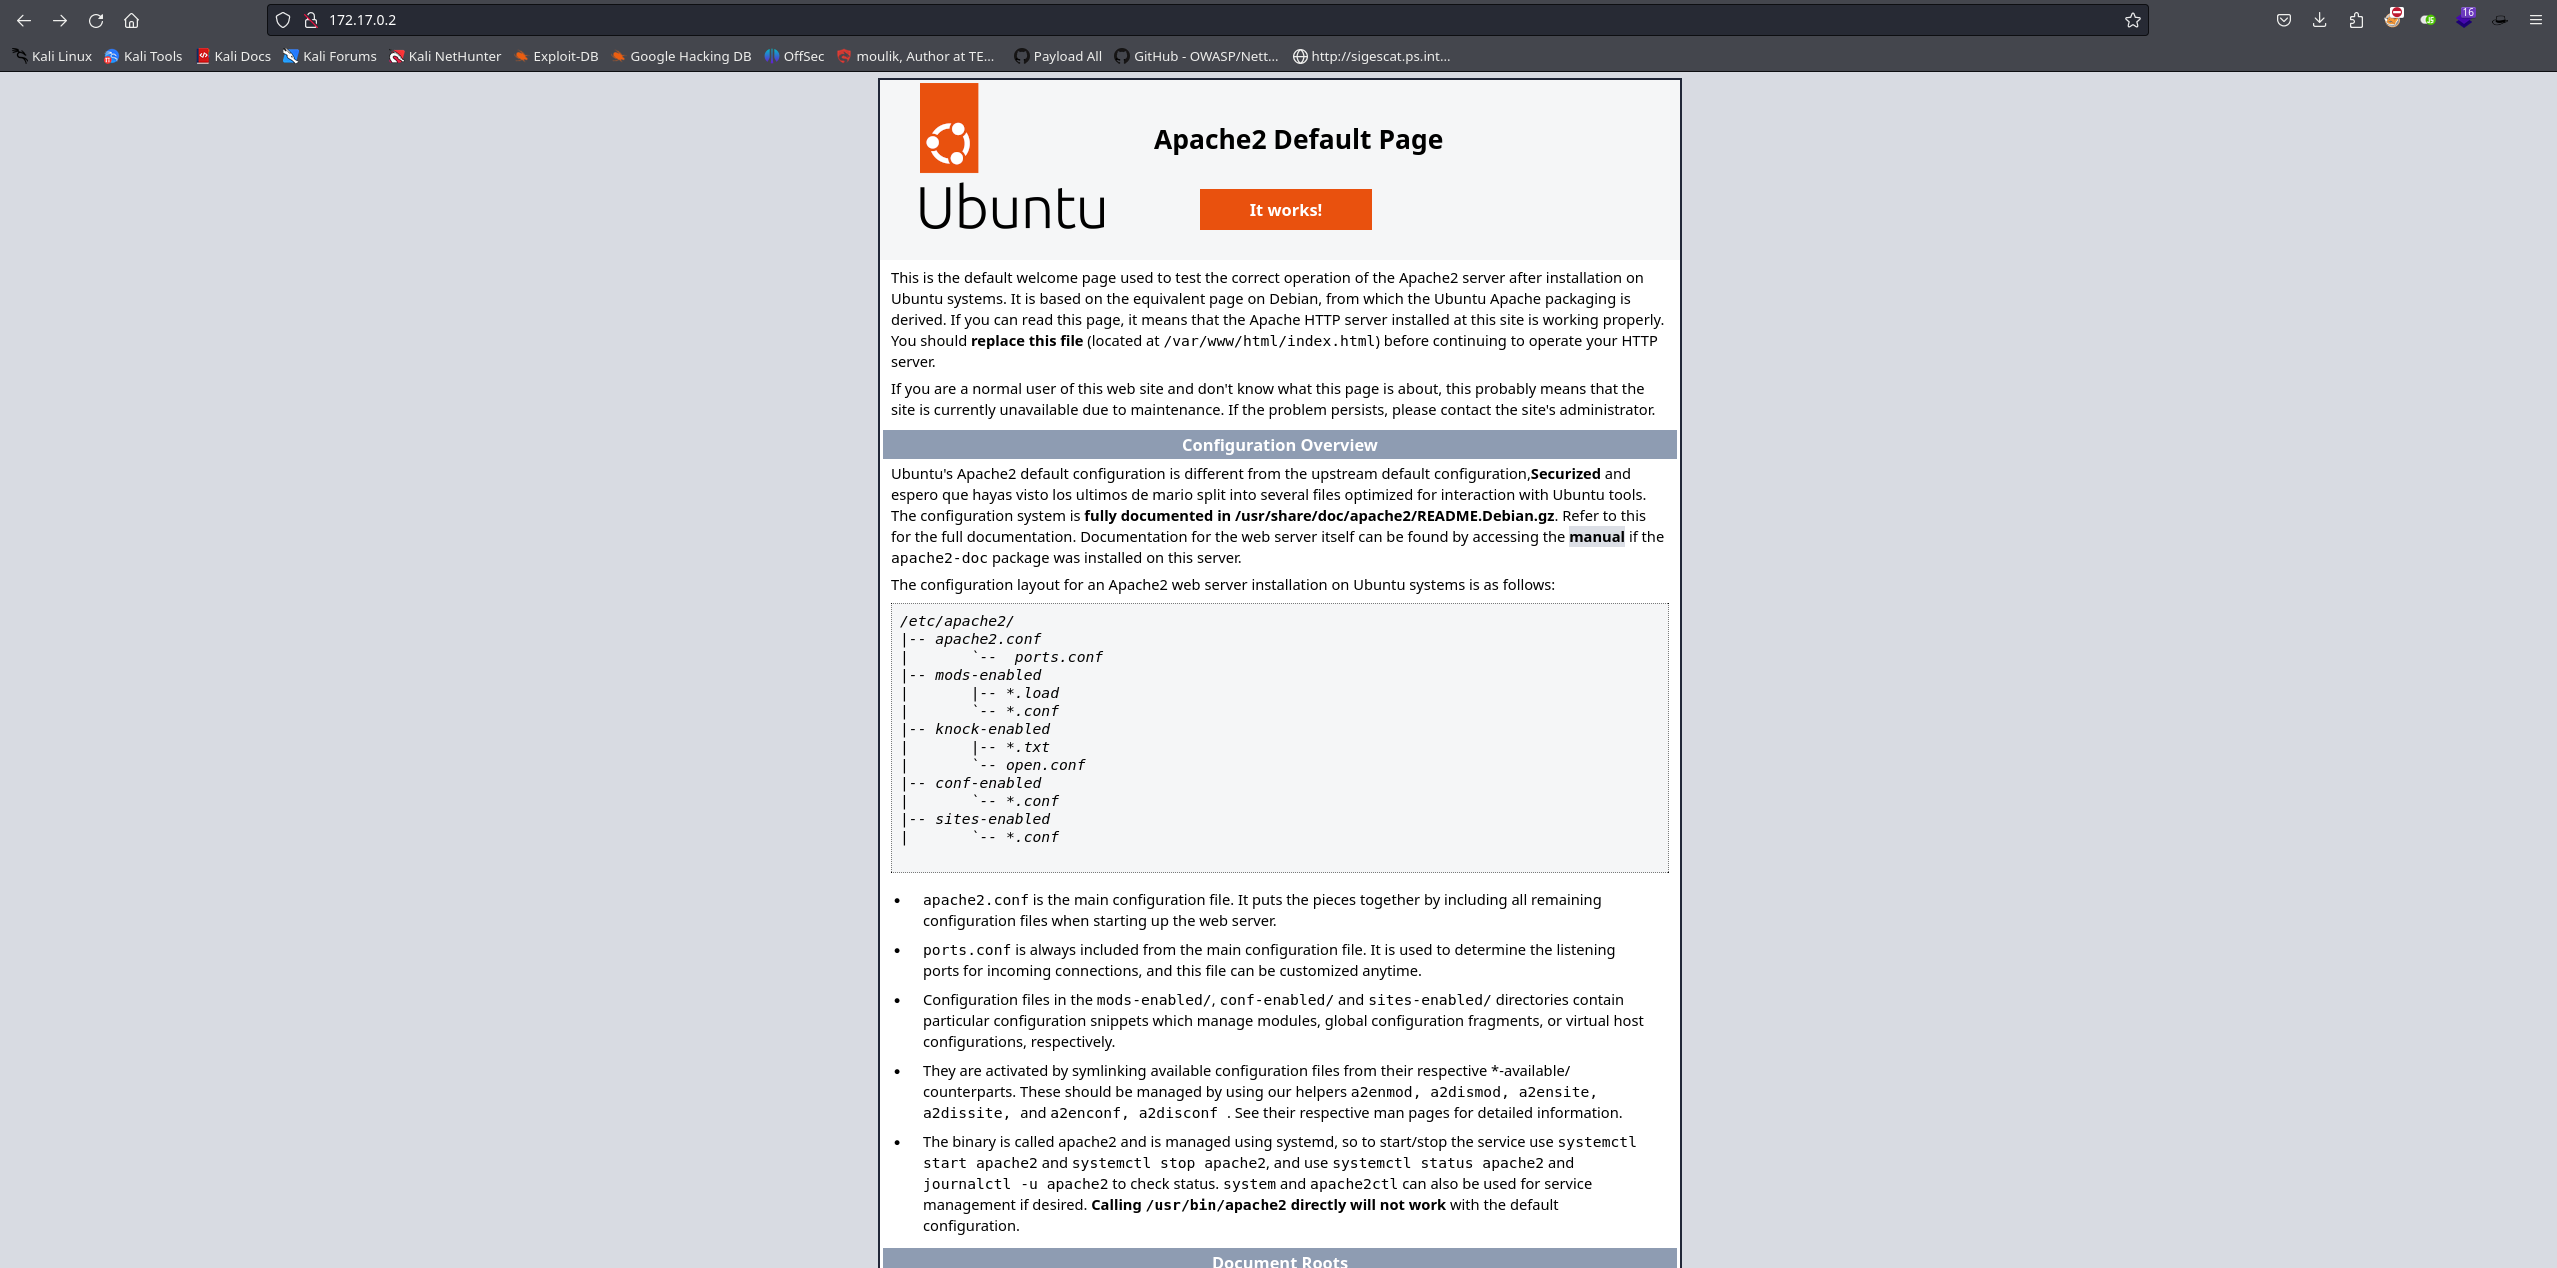 172.17.0.2
16
Kali Linux Kali Tools Kali Docs Kali Forums Kali NetHunter Exploit-DB Google Hacking DB OffSec moulik, Author at TE... Payload All GitHub - OWASP/Nett... http://sigescat.ps.int...
Apache2 Default Page
Ubuntu
It works!
This is the default welcome page used to test the correct operation of the Apache2 server after installation on
Ubuntu systems. It is based on the equivalent page on Debian, from which the Ubuntu Apache packaging is
derived. If you can read this page, it means that the Apache HTTP server installed at this site is working properly.
You should replace this file (located at /var/www/html/index.html) before continuing to operate your HTTP
server.
If you are a normal user of this web site and don't know what this page is about, this probably means that the
site is currently unavailable due to maintenance. If the problem persists, please contact the site's administrator.
Configuration Overview
Ubuntu's Apache2 default configuration is different from the upstream default configuration,Securized and
espero que hayas visto los ultimos de mario split into several files optimized for interaction with Ubuntu tools.
The configuration system is fully documented in /usr/share/doc/apache2/README.Debian.gz. Refer to this
for the full documentation. Documentation for the web server itself can be found by accessing the manual if the
apache2-doc package was installed on this server.
The configuration layout for an Apache2 web server installation on Ubuntu systems is as follows:
/etc/apache2/
|-- apache2.conf
|       `--  ports.conf
|-- mods-enabled
|       |-- *.load
|       `-- *.conf
|-- knock-enabled
|       |-- *.txt
|       `-- open.conf
|-- conf-enabled
|       `-- *.conf
|-- sites-enabled
|       `-- *.conf
• apache2.conf is the main configuration file. It puts the pieces together by including all remaining
configuration files when starting up the web server.
• ports.conf is always included from the main configuration file. It is used to determine the listening
ports for incoming connections, and this file can be customized anytime.
• Configuration files in the mods-enabled/, conf-enabled/ and sites-enabled/ directories contain
particular configuration snippets which manage modules, global configuration fragments, or virtual host
configurations, respectively.
• They are activated by symlinking available configuration files from their respective *-available/
counterparts. These should be managed by using our helpers a2enmod, a2dismod, a2ensite,
a2dissite, and a2enconf, a2disconf . See their respective man pages for detailed information.
• The binary is called apache2 and is managed using systemd, so to start/stop the service use systemctl
start apache2 and systemctl stop apache2, and use systemctl status apache2 and
journalctl -u apache2 to check status. system and apache2ctl can also be used for service
management if desired. Calling /usr/bin/apache2 directly will not work with the default
configuration.
Document Roots